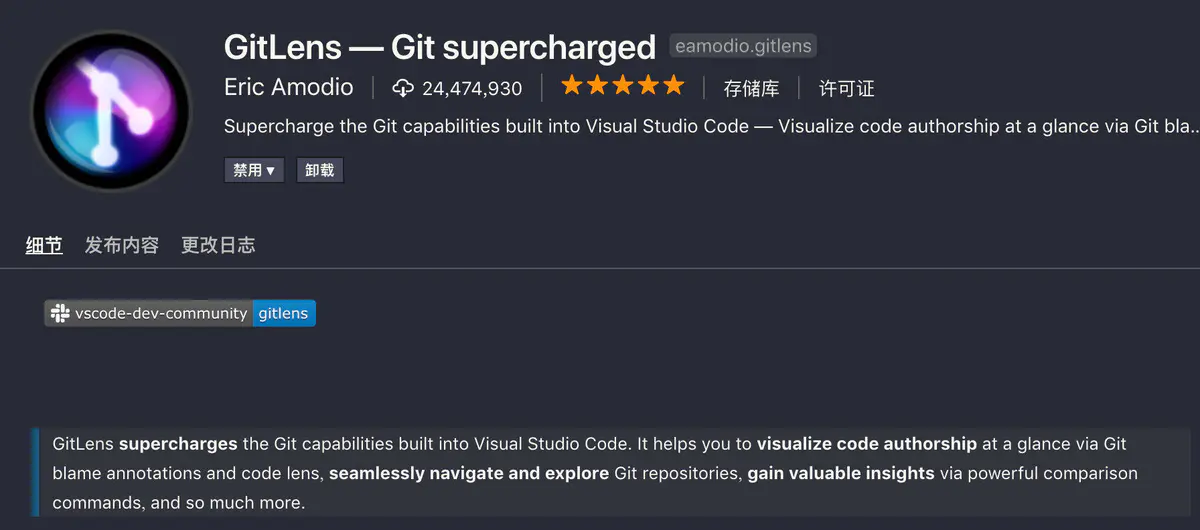 GitLens — Git supercharged eamodio.gitlens
Eric Amodio 24,474,930 存储库 许可证
Supercharge the Git capabilities built into Visual Studio Code — Visualize code authorship at a glance via Git bla...
禁用 卸载
细节 发布内容 更改日志
vscode-dev-community gitlens
GitLens supercharges the Git capabilities built into Visual Studio Code. It helps you to visualize code authorship at a glance via Git
blame annotations and code lens, seamlessly navigate and explore Git repositories, gain valuable insights via powerful comparison
commands, and so much more.